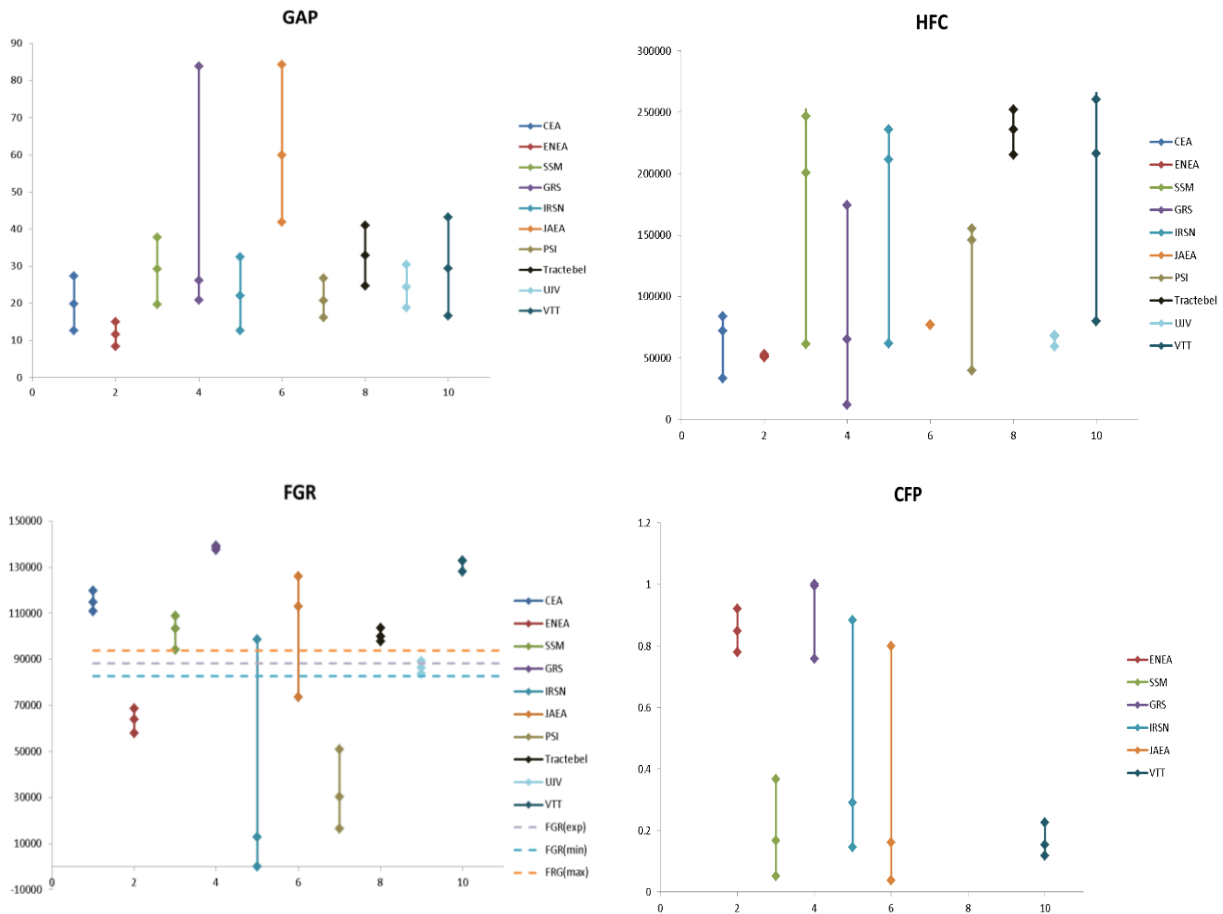 GAP
90
80
70
60
50
40
30
20
10
0
0 2 4 6 8 10
CEA
ENEA
SSM
GRS
IRSN
JAEA
PSI
Tractebel
UJV
VTT
HFC
300000
250000
200000
150000
100000
50000
0
0 2 4 6 8 10
CEA
ENEA
SSM
GRS
IRSN
JAEA
PSI
Tractebel
UJV
VTT
FGR
150000
130000
110000
90000
70000
50000
30000
10000
-10000
0 2 4 6 8 10
CEA
ENEA
SSM
GRS
IRSN
JAEA
PSI
Tractebel
UJV
VTT
FGR(exp)
FGR(min)
FRG(max)
CFP
1.2
1
0.8
0.6
0.4
0.2
0
0 2 4 6 8 10
ENEA
SSM
GRS
IRSN
JAEA
VTT